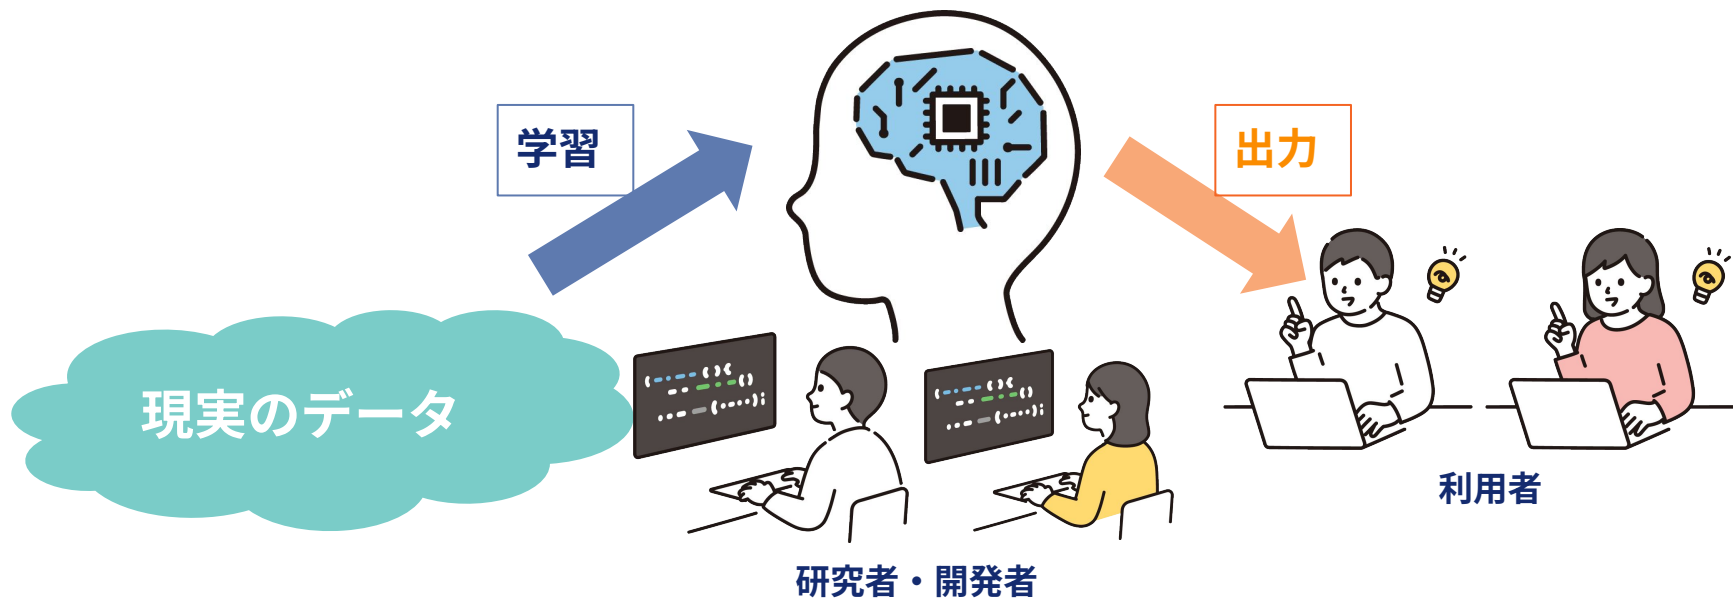 学習
出力
現実のデータ
利用者
研究者・開発者